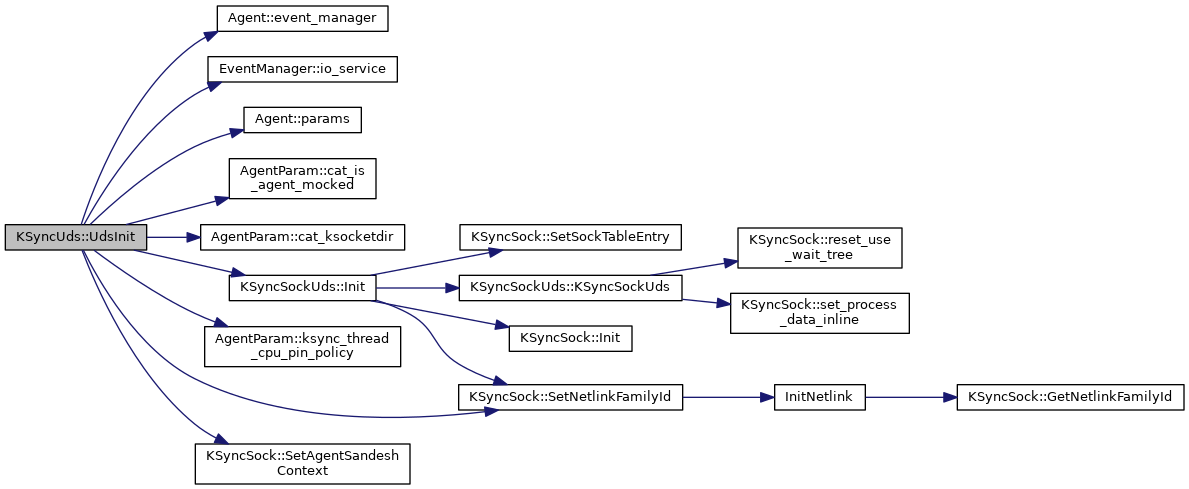 Agent::event_manager
EventManager::io_service
Agent::params
AgentParam::cat_is
_agent_mocked
KSyncUds::UdsInit
AgentParam::cat_ksocketdir
KSyncSockUds::Init
AgentParam::ksync_thread
_cpu_pin_policy
KSyncSock::SetAgentSandesh
Context
KSyncSock::SetSockTableEntry
KSyncSockUds::KSyncSockUds
KSyncSock::Init
KSyncSock::SetNetlinkFamilyId
KSyncSock::reset_use
_wait_tree
KSyncSock::set_process
_data_inline
InitNetlink
KSyncSock::GetNetlinkFamilyId